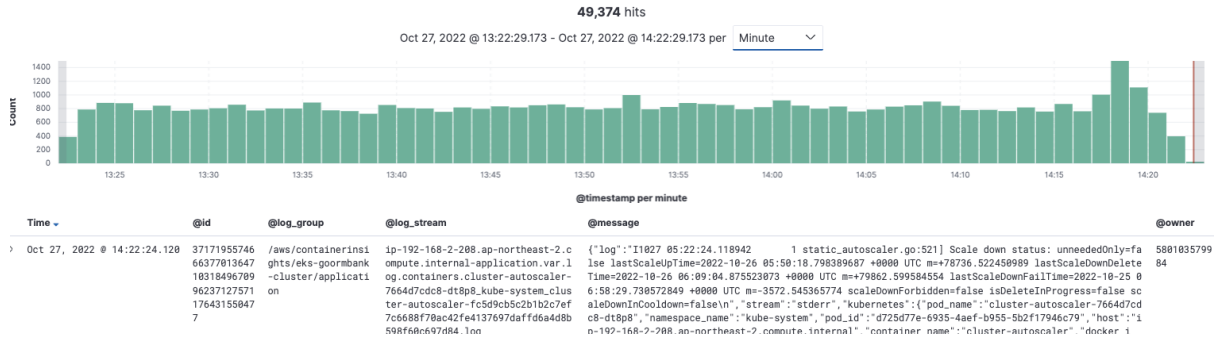 49,374 hits
Oct 27, 2022 @ 13:22:29.173 - Oct 27, 2022 @ 14:22:29.173 per Minute
Count
1400
1200
1000
800
600
400
200
0
13:25 13:30 13:35 13:40 13:45 13:50 13:55 14:00 14:05 14:10 14:15 14:20
@timestamp per minute
Time @id @log_group @log_stream @message @owner
Oct 27, 2022 @ 14:22:24.120 37171955746 /aws/containerinsi ip-192-168-2-208.ap-northeast-2.c {"log":"I1027 05:22:24.118942 1 static_autoscaler.go:521] Scale down status: unneededOnly=fa 5801035799
66377013647 ghts/eks-goormbank ompute.internal-application.var.l lse lastScaleUpTime=2022-10-26 05:50:18.798389687 +0000 UTC m=+78736.522450989 lastScaleDownDelete 84
10318496709 -cluster/applicati og.containers.cluster-autoscaler- Time=2022-10-26 06:09:04.875523073 +0000 UTC m=+79862.599584554 lastScaleDownFailTime=2022-10-25 0
96237127571 on 7664d7cdc8-dt8p8_kube-system_clus 6:58:29.730572849 +0000 UTC m=-3572.545365774 scaleDownForbidden=false isDeleteInProgress=false sc
17643155047 ter-autoscaler-fc5d9cb5c2b1b2c7ef aleDownInCooldown=false\n","stream":"stderr","kubernetes":{"pod_name":"cluster-autoscaler-7664d7cd
7 7c6688f70ac42fe4137697daffd6a4d8b c8-dt8p8","namespace_name":"kube-system","pod_id":"d725d77e-6935-4aef-b955-5b2f17946c79","host":"i
598f60c697d84.log p-192-168-2-208.ap-northeast-2.compute.internal","container_name":"cluster-autoscaler","docker_i